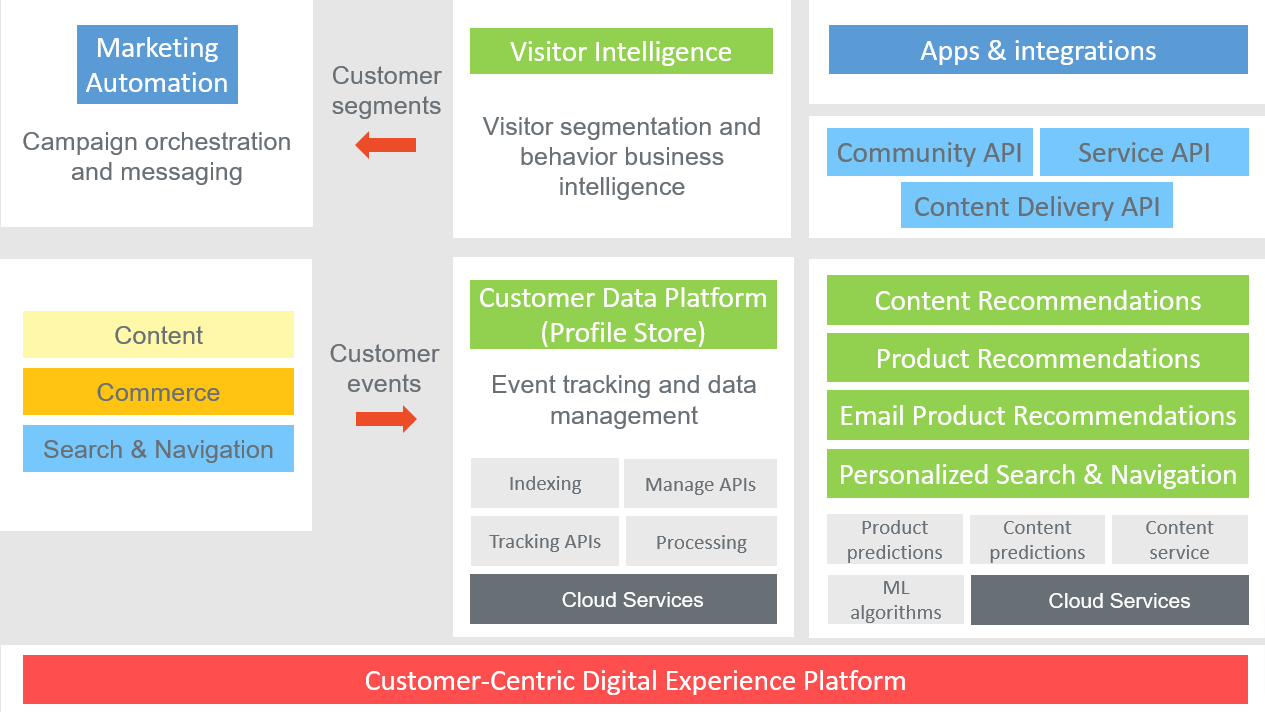 Marketing
Automation
Campaign orchestration
and messaging
Customer
segments
Visitor Intelligence
Visitor segmentation and
behavior business
intelligence
Apps & integrations
Community API
Service API
Content Delivery API
Content
Commerce
Search & Navigation
Customer
events
Customer Data Platform
(Profile Store)
Event tracking and data
management
Indexing
Manage APIs
Tracking APIs
Processing
Cloud Services
Content Recommendations
Product Recommendations
Email Product Recommendations
Personalized Search & Navigation
Product
predictions
Content
predictions
Content
service
ML
algorithms
Cloud Services
Customer-Centric Digital Experience Platform